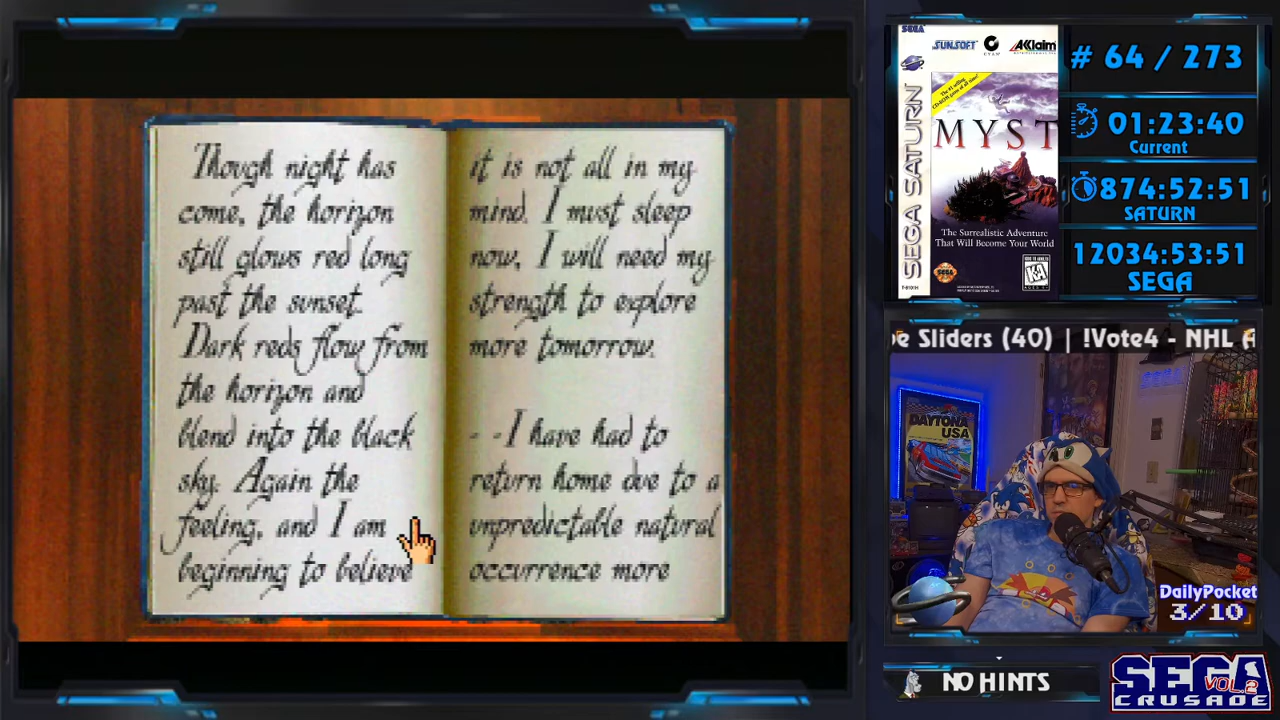 Though night has
come, the horizon
still glows red long
past the sunset.
Dark reds flow from
the horizon and
blend into the black
sky. Again the
feeling, and I am
beginning to believe
it is not all in my
mind. I must sleep
now, I will need my
strength to explore
more tomorrow.
- -I have had to
return home due to a
unpredictable natural
occurrence more
SEGA
SUNSOFT
CYAN
AKKlaim
SEGA SATURN
MYST
The Surrealistic Adventure
That Will Become Your World
SEGA
K-A
# 64 / 273
01:23:40
Current
874:52:51
SATURN
12034:53:51
SEGA
e Sliders (40) | !Vote4 - NHL A
DAYTONA
USA
DailyPocket
3/10
NO HINTS
SEGA
VOL.2
CRUSADE